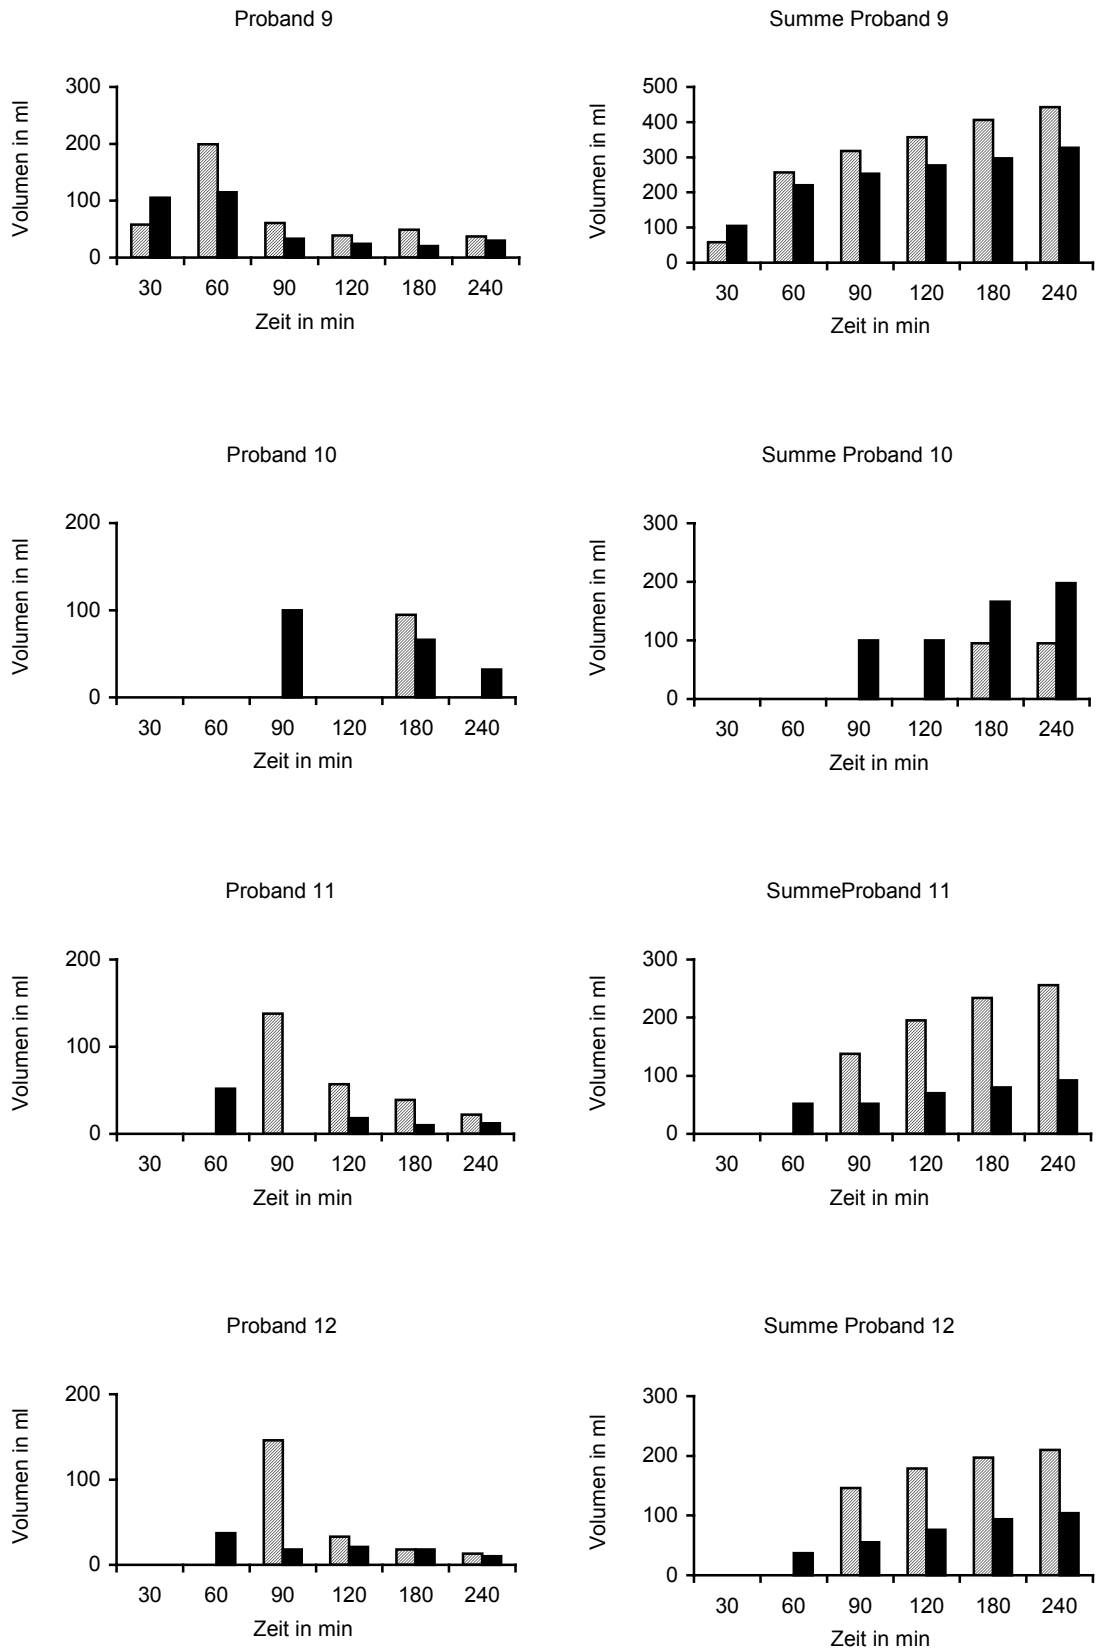 Proband 9
Volumen in ml
300
200
100
0
30 60 90 120 180 240
Zeit in min
Summe Proband 9
Volumen in ml
500
400
300
200
100
0
30 60 90 120 180 240
Zeit in min
Proband 10
Volumen in ml
200
100
0
30 60 90 120 180 240
Zeit in min
Summe Proband 10
Volumen in ml
300
200
100
0
30 60 90 120 180 240
Zeit in min
Proband 11
Volumen in ml
200
100
0
30 60 90 120 180 240
Zeit in min
SummeProband 11
Volumen in ml
300
200
100
0
30 60 90 120 180 240
Zeit in min
Proband 12
Volumen in ml
200
100
0
30 60 90 120 180 240
Zeit in min
Summe Proband 12
Volumen in ml
300
200
100
0
30 60 90 120 180 240
Zeit in min